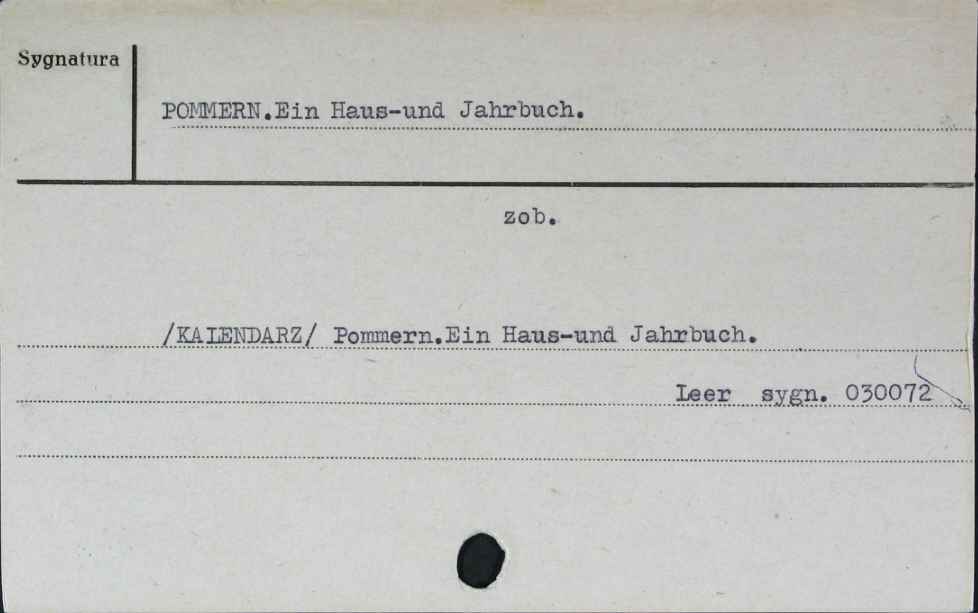 Sygnatura
POMMERN.Ein Haus-und Jahrbuch.
zob.
/KALENDARZ/ Pommern.Ein Haus-und Jahrbuch.
Leer sygn. 030072